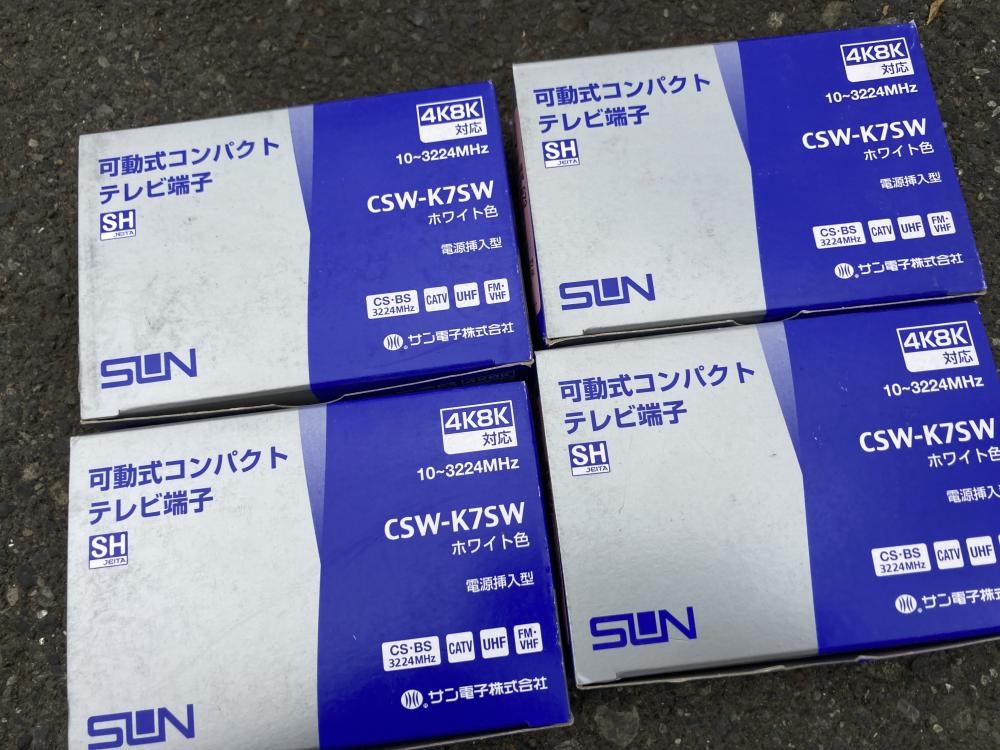 可動式コンパクト
テレビ端子
SH
JEITA
SUN
4K8K
対応
10~3224MHz
CSW-K7SW
ホワイト色
電源挿入型
CS・BS
3224MHz
CATV
UHF
FM・
VHF
サン電子株式会社
可動式コンパクト
テレビ端子
SH
JEITA
SUN
4K8K
対応
10~3224MHz
CSW-K7SW
ホワイト色
電源挿入型
CS・BS
3224MHz
CATV
UHF
FM・
VHF
サン電子株式会社
可動式コンパクト
テレビ端子
SH
JEITA
SUN
4K8K
対応
10~3224MHz
CSW-K7SW
ホワイト色
電源挿入型
CS・BS
3224MHz
CATV
UHF
FM・
VHF
サン電子株式会社
可動式コンパクト
テレビ端子
SH
JEITA
SUN
4K8K
対応
10~3224MHz
CSW-K7SW
ホワイト色
電源挿入
CS・BS
3224MHz
CATV
UHF
サン電子株式